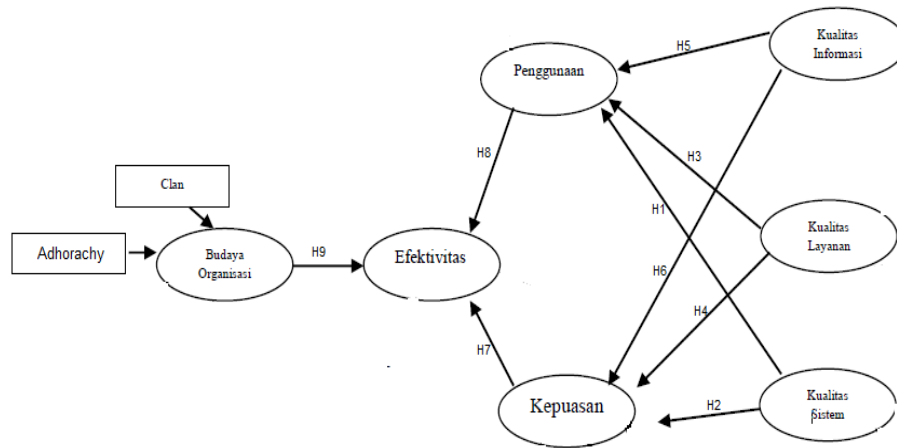 Kualitas
Informasi
H5
Penggunaan
H3
H8
Clan
H1
Kualitas
Layanan
Adhorachy
Budaya
Organisasi
H9
Efektivitas
H6
H4
H7
Kepuasan
H2
Kualitas
βistem